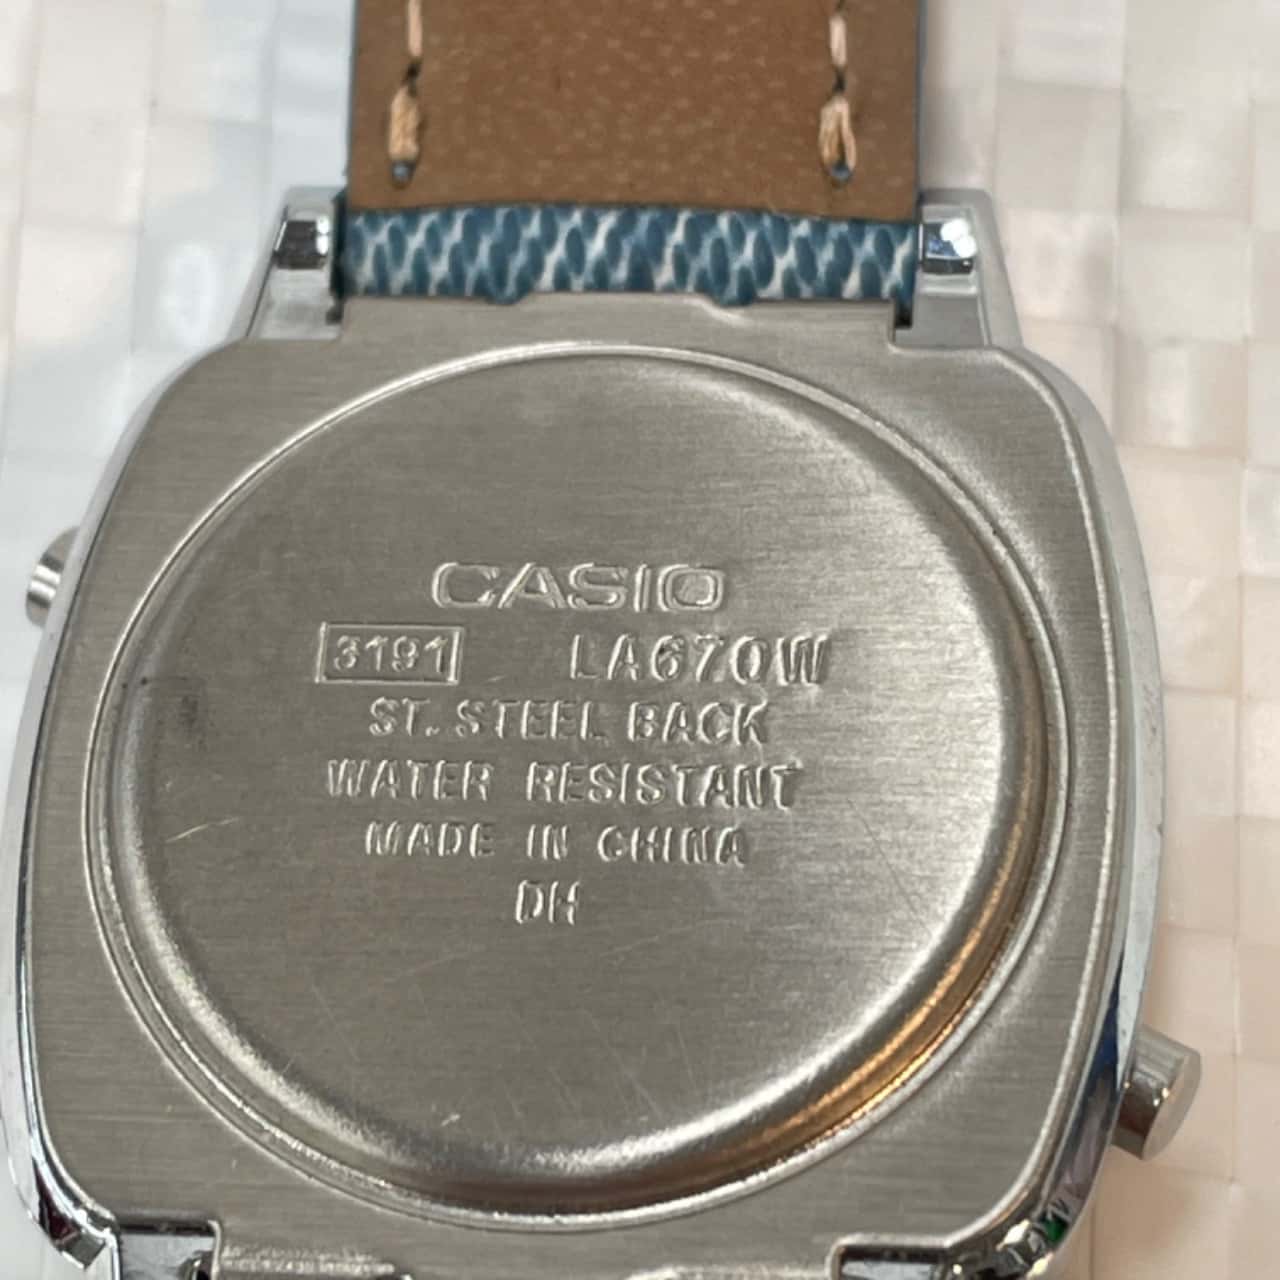 CASIO
3191 LA670W
ST. STEEL BACK
WATER RESISTANT
MADE IN CHINA
DH